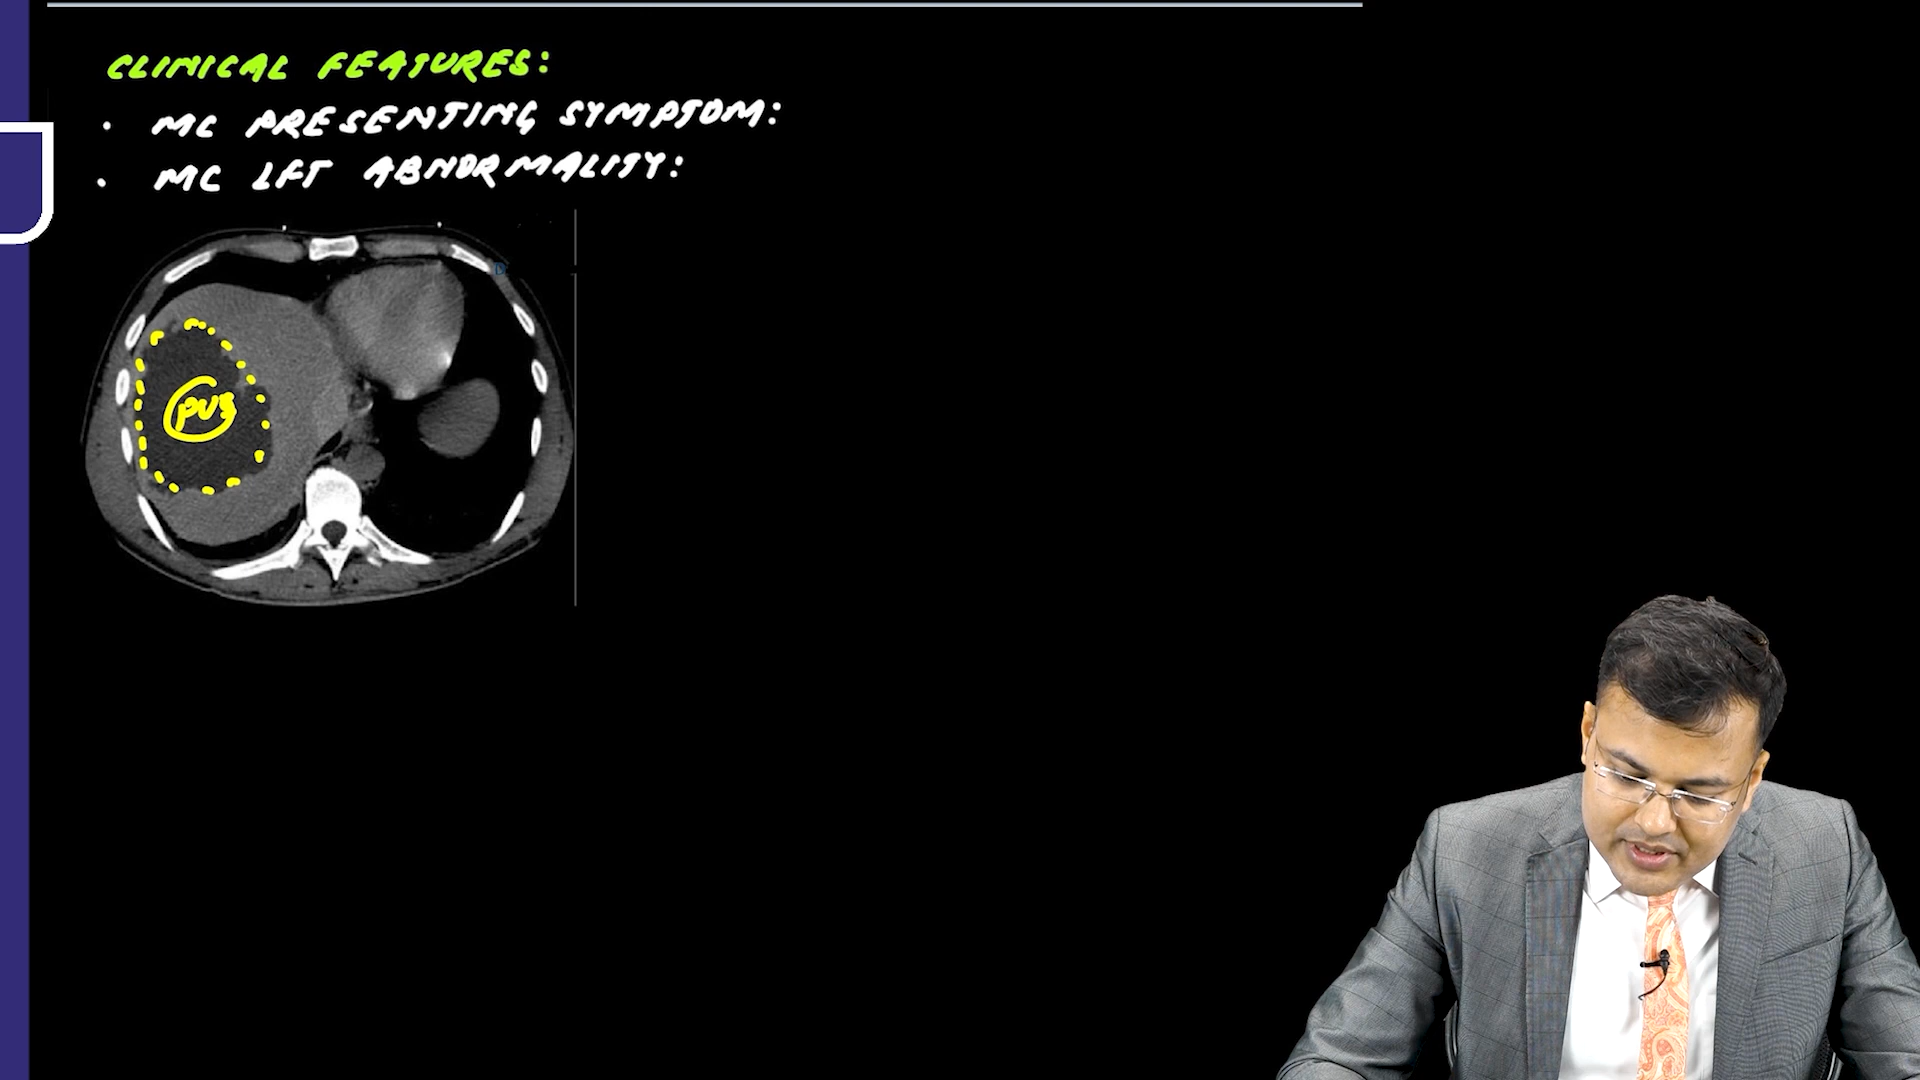 CLINICAL FEATURES:
• MC PRESENTING SYMPTOM:
• MC LFT ABNORMALITY:
D
PUS